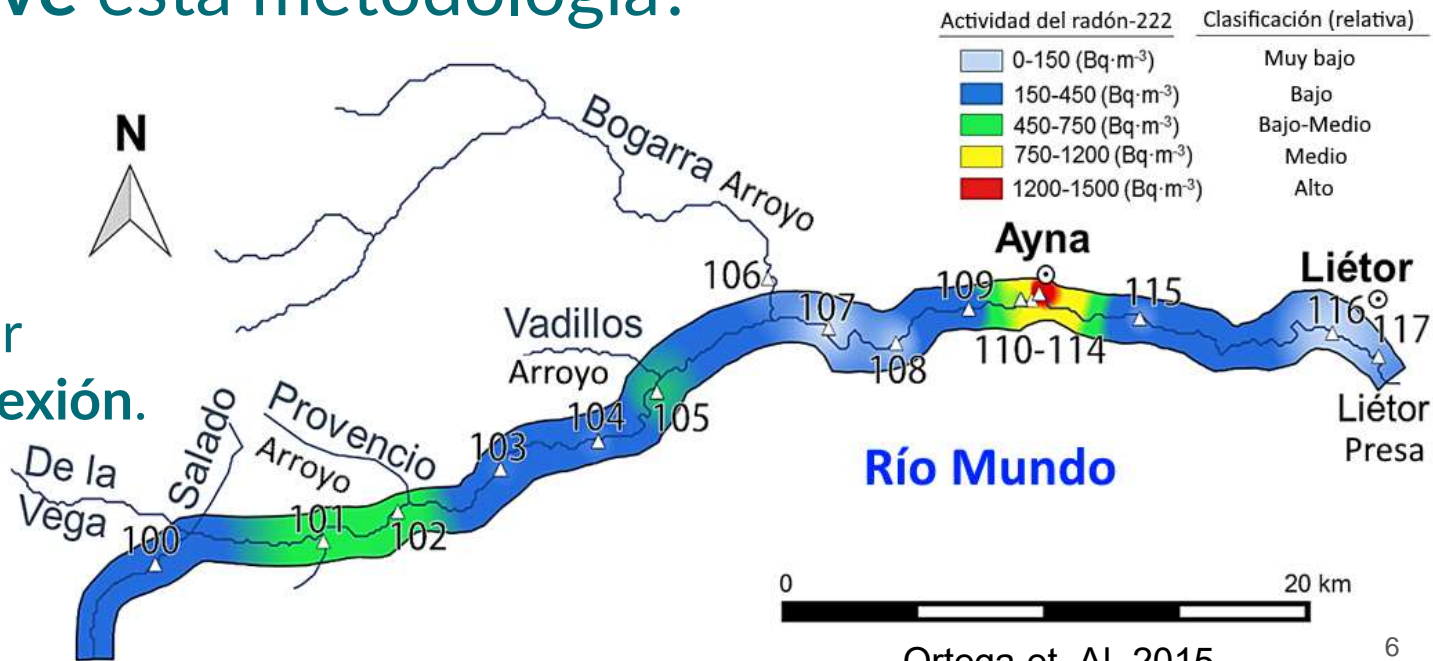 ve esta metodología?
Actividad del radón-222 Clasificación (relativa)
0-150 (Bq·m-3) Muy bajo
150-450 (Bq·m-3) Bajo
450-750 (Bq·m-3) Bajo-Medio
750-1200 (Bq·m-3) Medio
1200-1500 (Bq·m-3) Alto
N
Bogarra Arroyo
r
exión.
Ayna
Liétor
106
107
108
109
110-114
115
116
117
Vadillos
Arroyo
105
104
103
Provencio
Arroyo
Salado
De la
Vega
100
101
102
Liétor
Presa
Río Mundo
0 20 km
Ortega et. Al. 2015
6